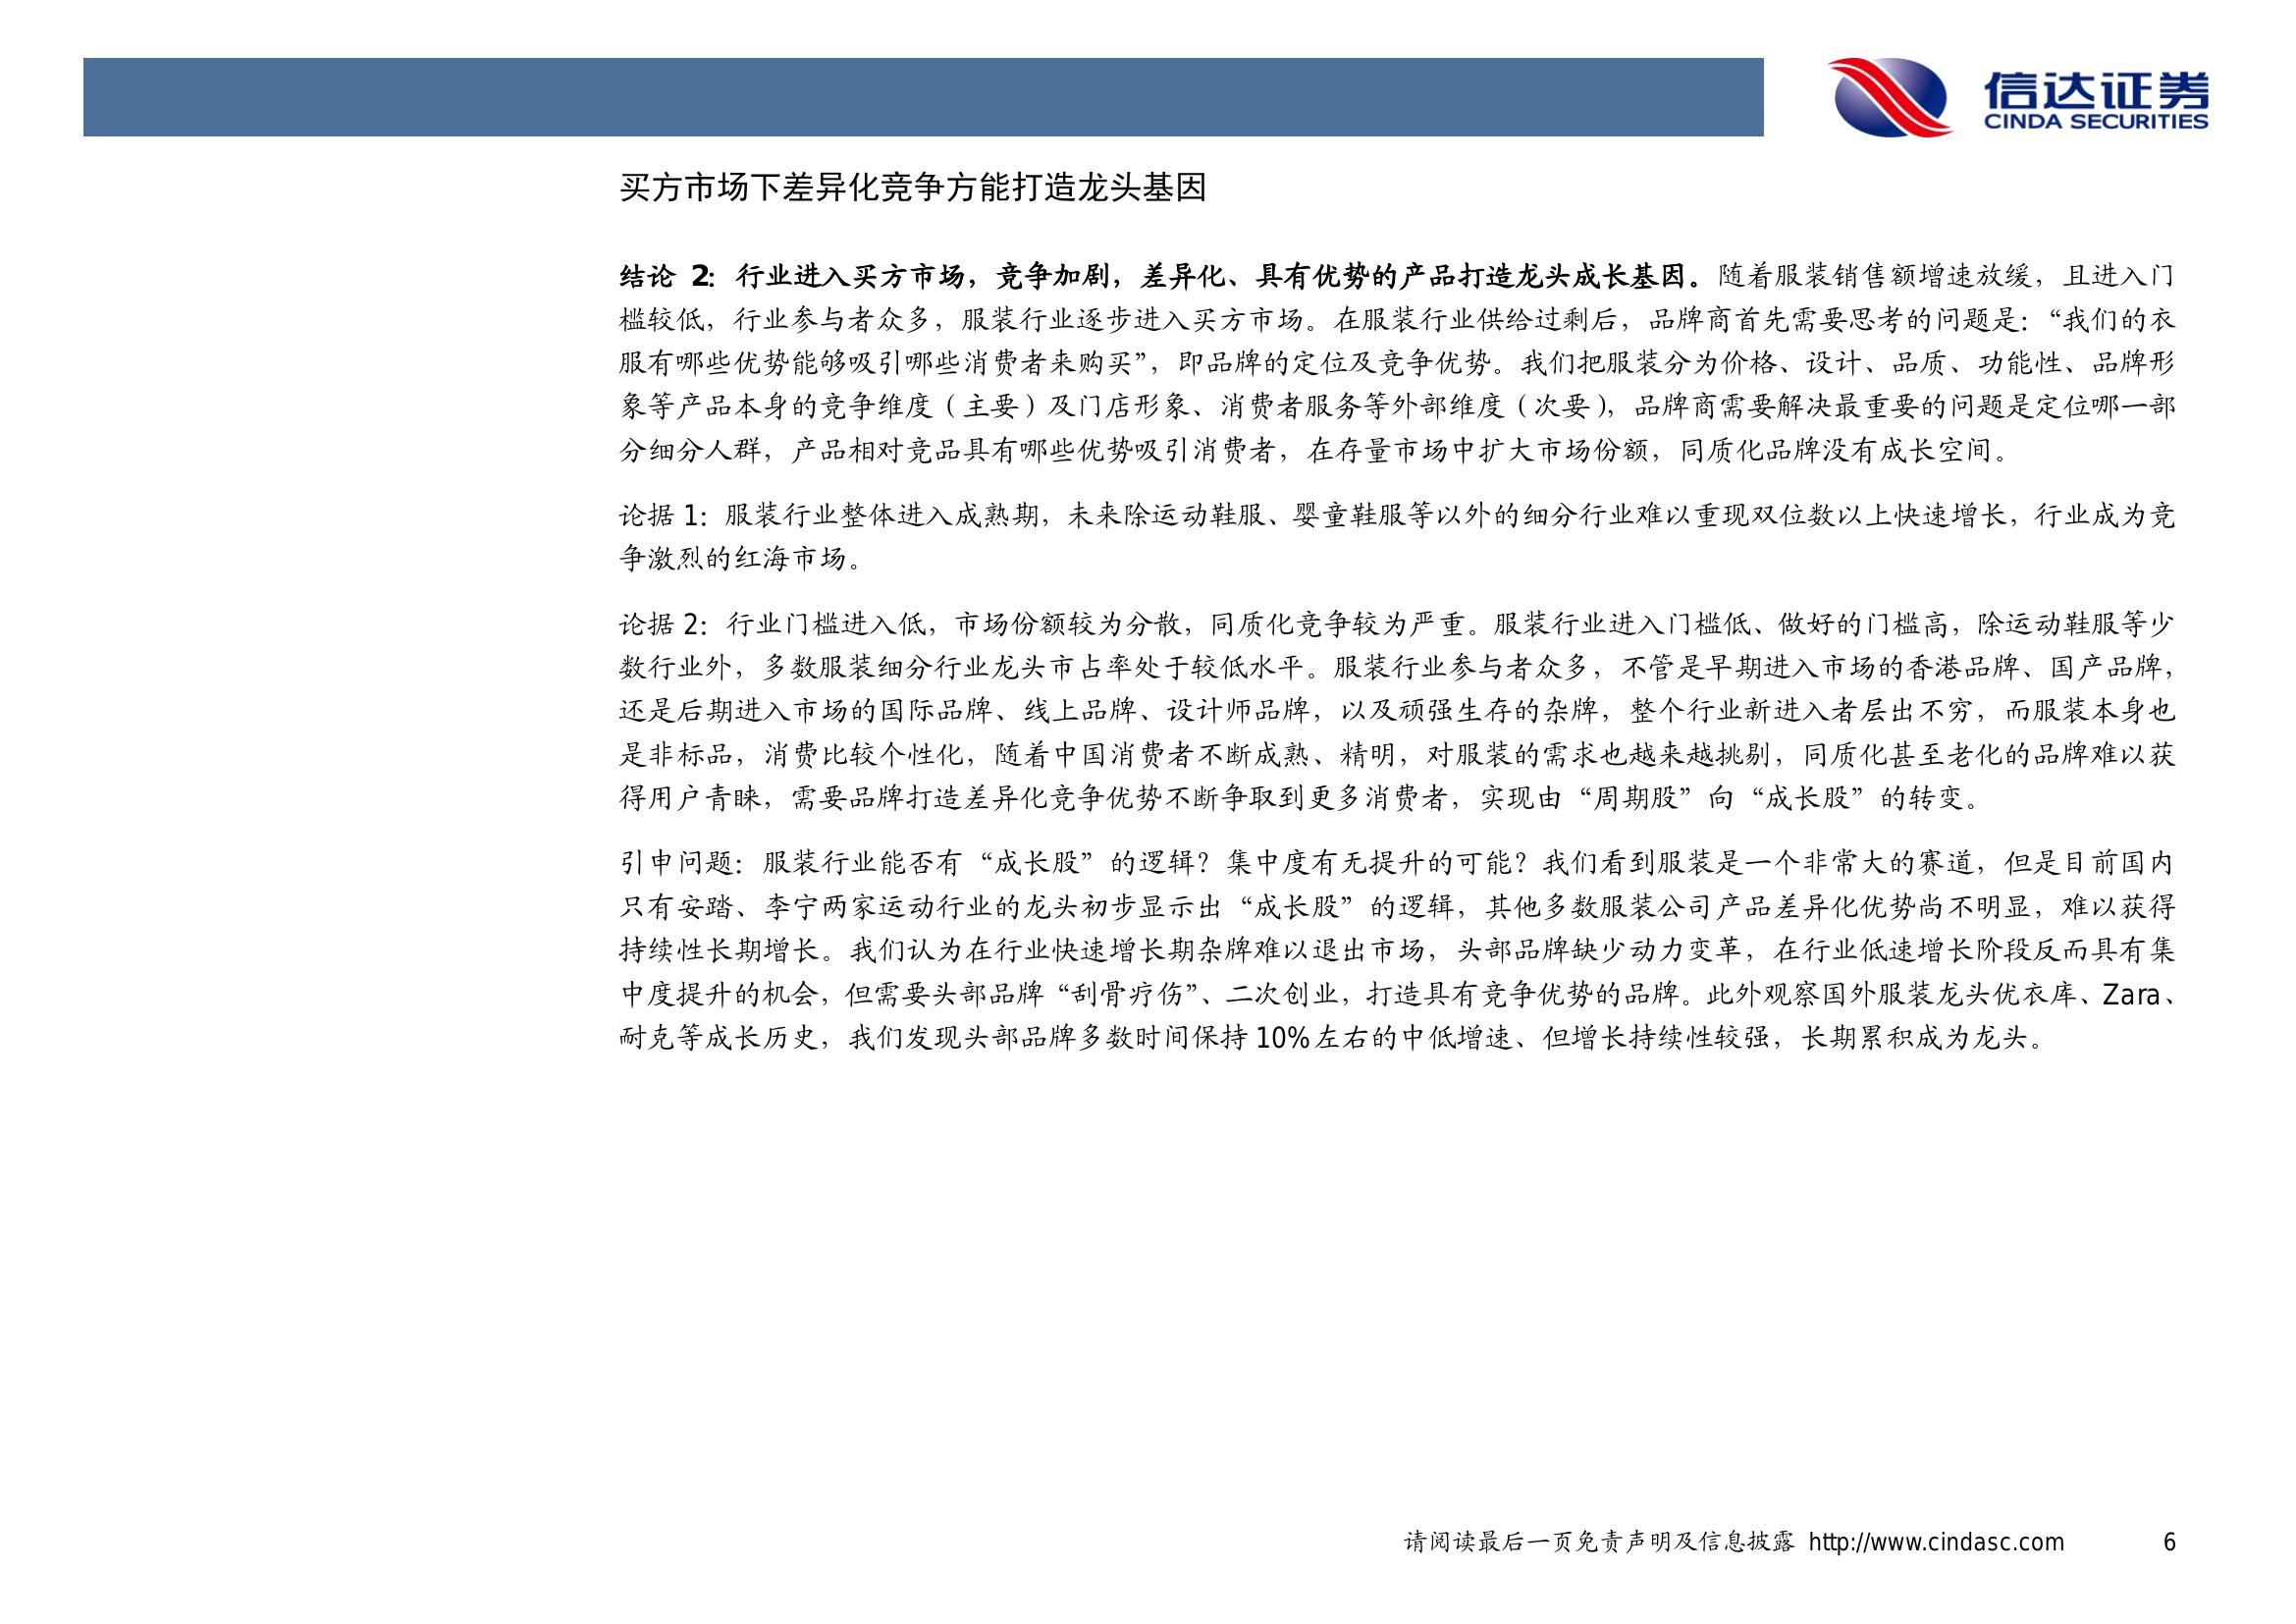 信达证券
CINDA SECURITIES
买方市场下差异化竞争方能打造龙头基因
结论 2：行业进入买方市场，竞争加剧，差异化、具有优势的产品打造龙头成长基因。随着服装销售额增速放缓，且进入门
槛较低，行业参与者众多，服装行业逐步进入买方市场。在服装行业供给过剩后，品牌商首先需要思考的问题是：“我们的衣
服有哪些优势能够吸引哪些消费者来购买”，即品牌的定位及竞争优势。我们把服装分为价格、设计、品质、功能性、品牌形
象等产品本身的竞争维度（主要）及门店形象、消费者服务等外部维度（次要），品牌商需要解决最重要的问题是定位哪一部
分细分人群，产品相对竞品具有哪些优势吸引消费者，在存量市场中扩大市场份额，同质化品牌没有成长空间。
论据 1：服装行业整体进入成熟期，未来除运动鞋服、婴童鞋服等以外的细分行业难以重现双位数以上快速增长，行业成为竞
争激烈的红海市场。
论据 2：行业门槛进入低，市场份额较为分散，同质化竞争较为严重。服装行业进入门槛低、做好的门槛高，除运动鞋服等少
数行业外，多数服装细分行业龙头市占率处于较低水平。服装行业参与者众多，不管是早期进入市场的香港品牌、国产品牌，
还是后期进入市场的国际品牌、线上品牌、设计师品牌，以及顽强生存的杂牌，整个行业新进入者层出不穷，而服装本身也
是非标品，消费比较个性化，随着中国消费者不断成熟、精明，对服装的需求也越来越挑剔，同质化甚至老化的品牌难以获
得用户青睐，需要品牌打造差异化竞争优势不断争取到更多消费者，实现由“周期股”向“成长股”的转变。
引申问题：服装行业能否有“成长股”的逻辑？集中度有无提升的可能？我们看到服装是一个非常大的赛道，但是目前国内
只有安踏、李宁两家运动行业的龙头初步显示出“成长股”的逻辑，其他多数服装公司产品差异化优势尚不明显，难以获得
持续性长期增长。我们认为在行业快速增长期杂牌难以退出市场，头部品牌缺少动力变革，在行业低速增长阶段反而具有集
中度提升的机会，但需要头部品牌“刮骨疗伤”、二次创业，打造具有竞争优势的品牌。此外观察国外服装龙头优衣库、Zara、
耐克等成长历史，我们发现头部品牌多数时间保持 10%左右的中低增速、但增长持续性较强，长期累积成为龙头。
请阅读最后一页免责声明及信息披露 http://www.cindasc.com 6